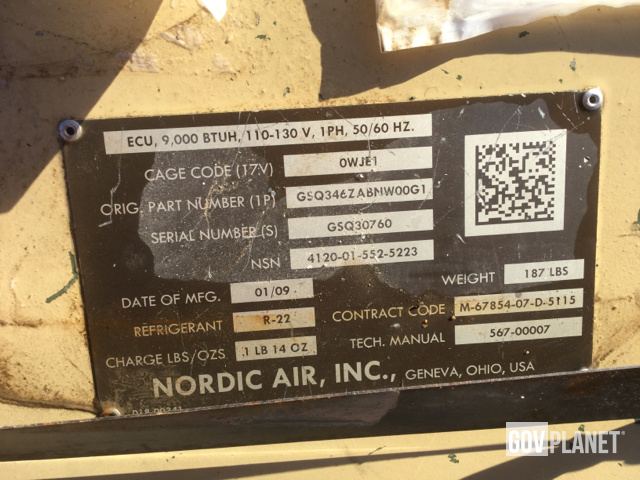 ECU, 9,000 BTUH, 110-130 V, 1PH, 50/60 HZ.
CAGE CODE (17.V) 0WJE1
ORIG. PART NUMBER (1P) GSQ346ZABNW00G1
SERIAL NUMBER (S) GSQ30760
NSN 4120-01-552-5223
WEIGHT 187 LBS
DATE OF MFG. 01/09
REFRIGERANT R-22
CONTRACT CODE M-67854-07-D-5115
CHARGE LBS/OZS. 1 LB 14 OZ
TECH. MANUAL 567-00007
NORDIC AIR, INC., GENEVA, OHIO, USA
GOVPLANET